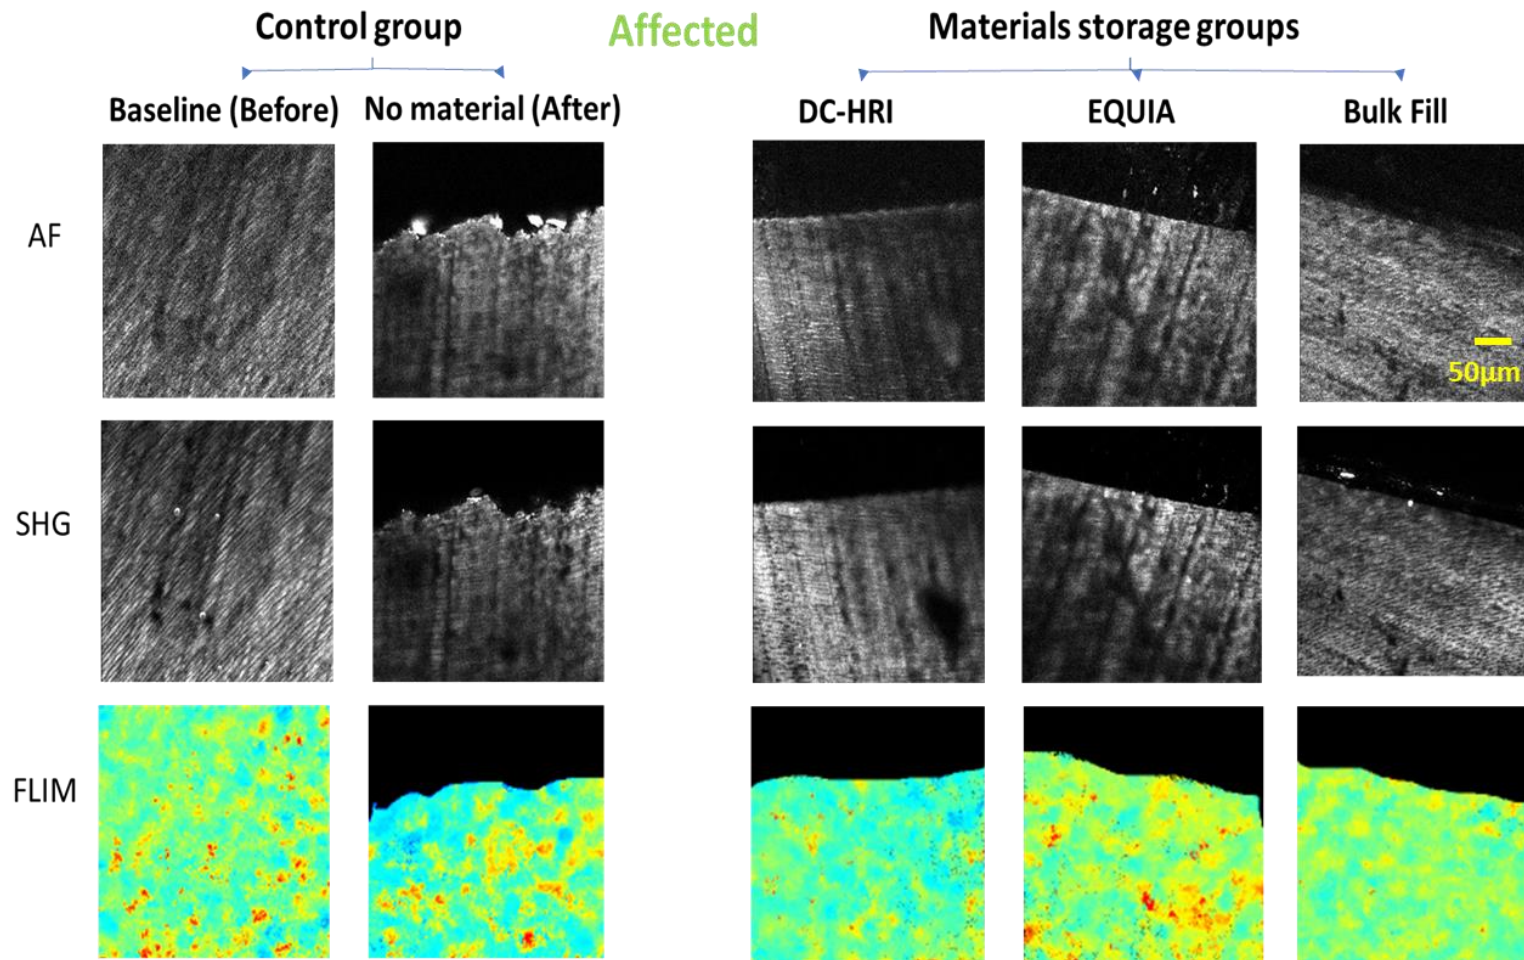 Control group
Affected
Materials storage groups
Baseline (Before)
No material (After)
DC-HRI
EQUIA
Bulk Fill
AF
50μm
SHG
FLIM